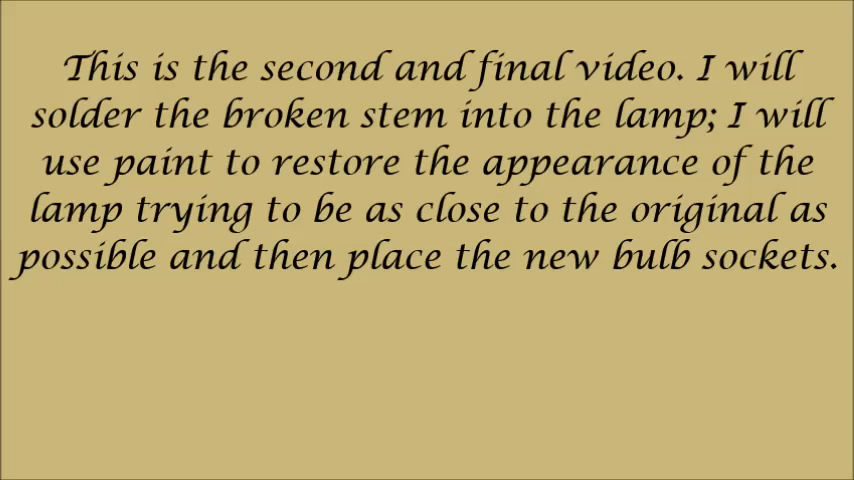 This is the second and final video. I will
solder the broken stem into the lamp; I will
use paint to restore the appearance of the
lamp trying to be as close to the original as
possible and then place the new bulb sockets.